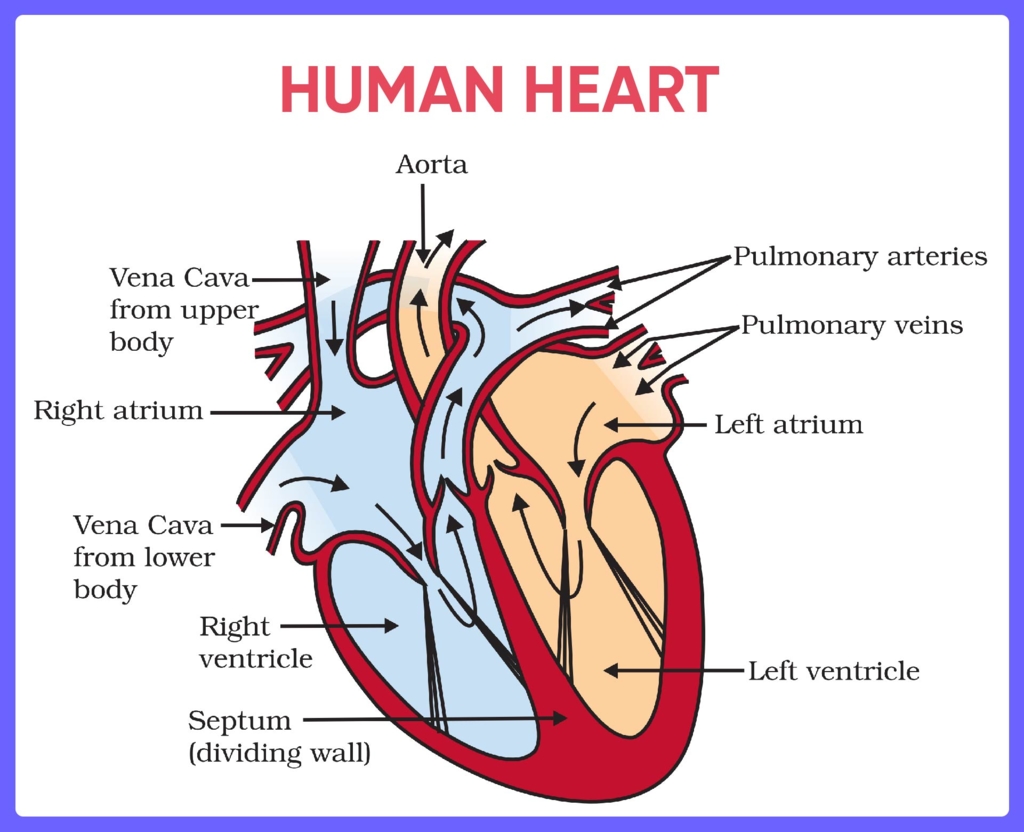 HUMAN HEART
Aorta
Vena Cava
from upper
body
Pulmonary arteries
Pulmonary veins
Right atrium
Left atrium
Vena Cava
from lower
body
Right
ventricle
Left ventricle
Septum
(dividing wall)